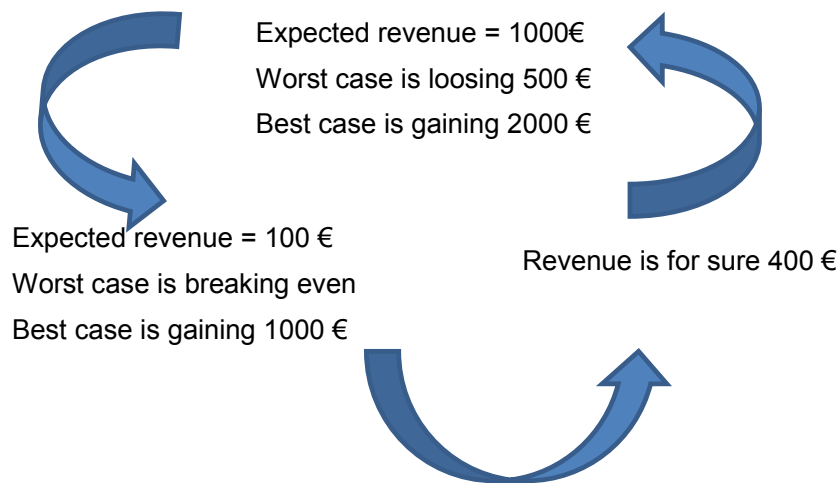 Expected revenue = 1000€
Worst case is loosing 500 €
Best case is gaining 2000 €
Expected revenue = 100 €
Worst case is breaking even
Best case is gaining 1000 €
Revenue is for sure 400 €